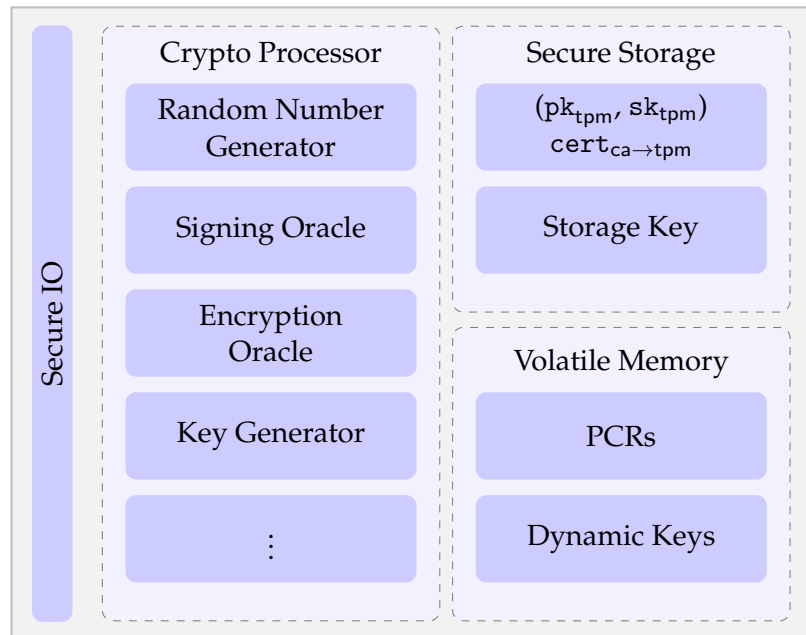 Secure IO
Crypto Processor
Random Number
Generator
Signing Oracle
Encryption
Oracle
Key Generator
⋮
Secure Storage
(pk_tpm, sk_tpm)
cert_ca→tpm
Storage Key
Volatile Memory
PCRs
Dynamic Keys